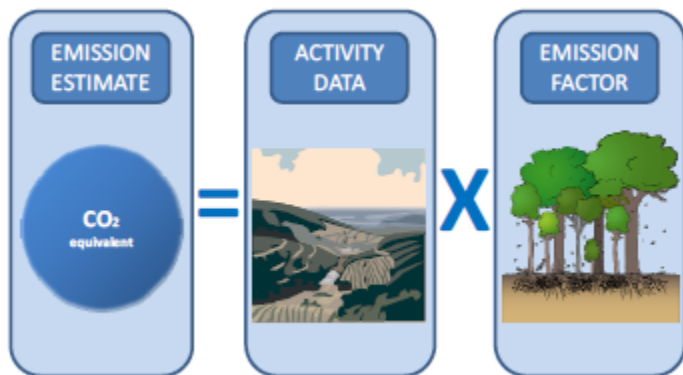 EMISSION
ESTIMATE
CO₂
equivalent
=
ACTIVITY
DATA
X
EMISSION
FACTOR